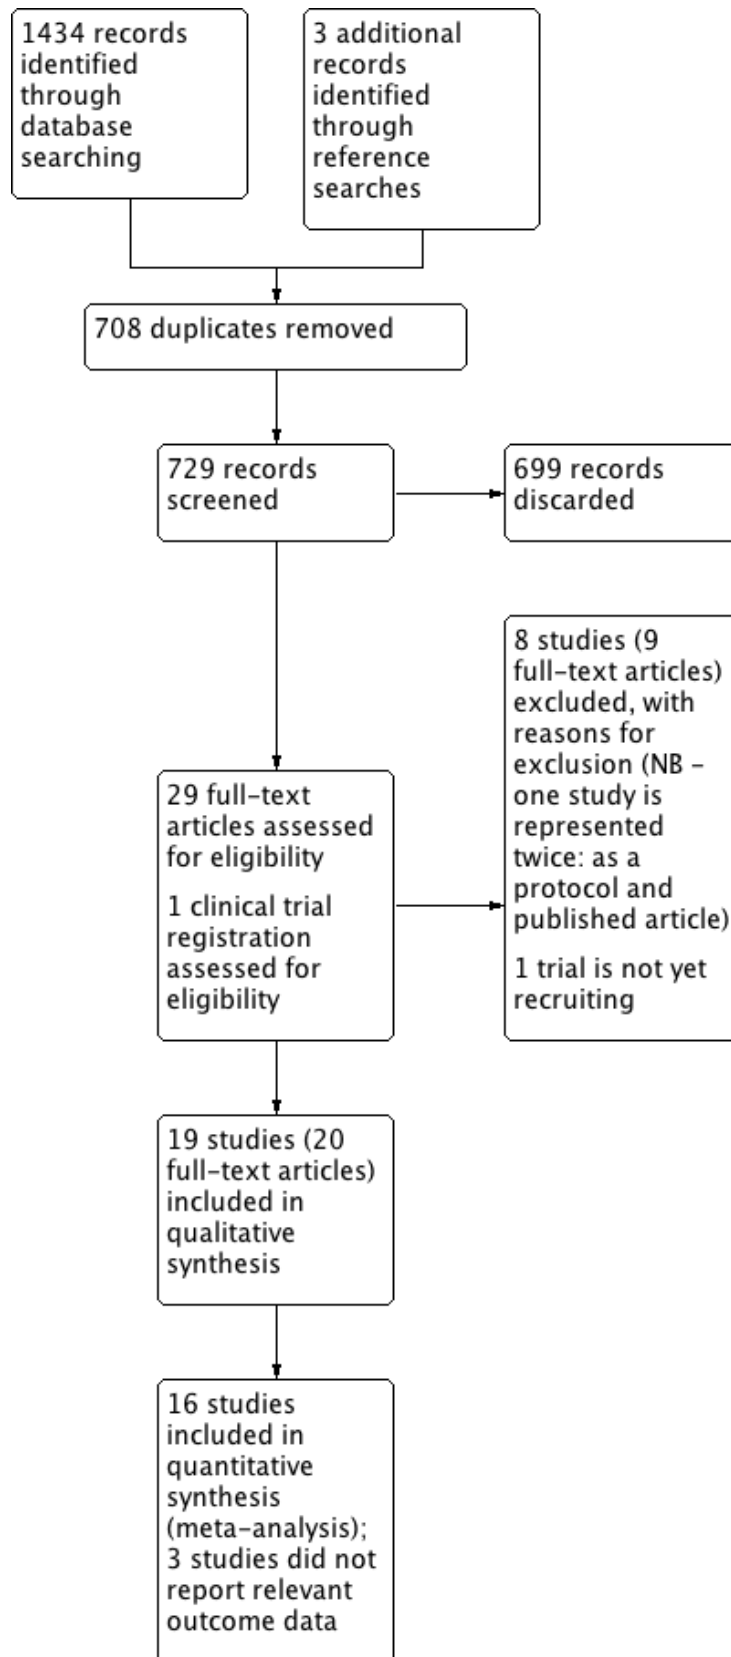 1434 records
identified
through
database
searching
3 additional
records
identified
through
reference
searches
708 duplicates removed
729 records
screened
699 records
discarded
8 studies (9
full-text articles)
excluded, with
reasons for
exclusion (NB -
one study is
represented
twice: as a
protocol and
published article)
1 trial is not yet
recruiting
29 full-text
articles assessed
for eligibility
1 clinical trial
registration
assessed for
eligibility
19 studies (20
full-text articles)
included in
qualitative
synthesis
16 studies
included in
quantitative
synthesis
(meta-analysis);
3 studies did not
report relevant
outcome data